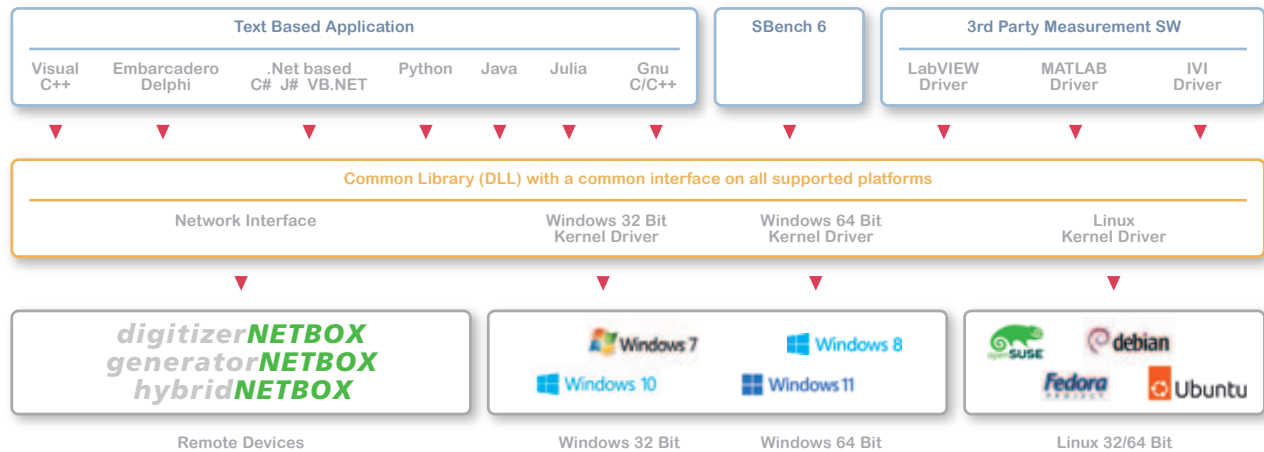 Text Based Application
SBench 6
3rd Party Measurement SW
Visual
C++
Embarcadero
Delphi
.Net based
C# J# VB.NET
Python
Java
Julia
Gnu
C/C++
LabVIEW
Driver
MATLAB
Driver
IVI
Driver
Common Library (DLL) with a common interface on all supported platforms
Network Interface
Windows 32 Bit
Kernel Driver
Windows 64 Bit
Kernel Driver
Linux
Kernel Driver
digitizerNETBOX
generatorNETBOX
hybridNETBOX
Windows 7
Windows 8
Windows 10
Windows 11
openSUSE
debian
Fedora
PROJECT
Ubuntu
Remote Devices
Windows 32 Bit
Windows 64 Bit
Linux 32/64 Bit